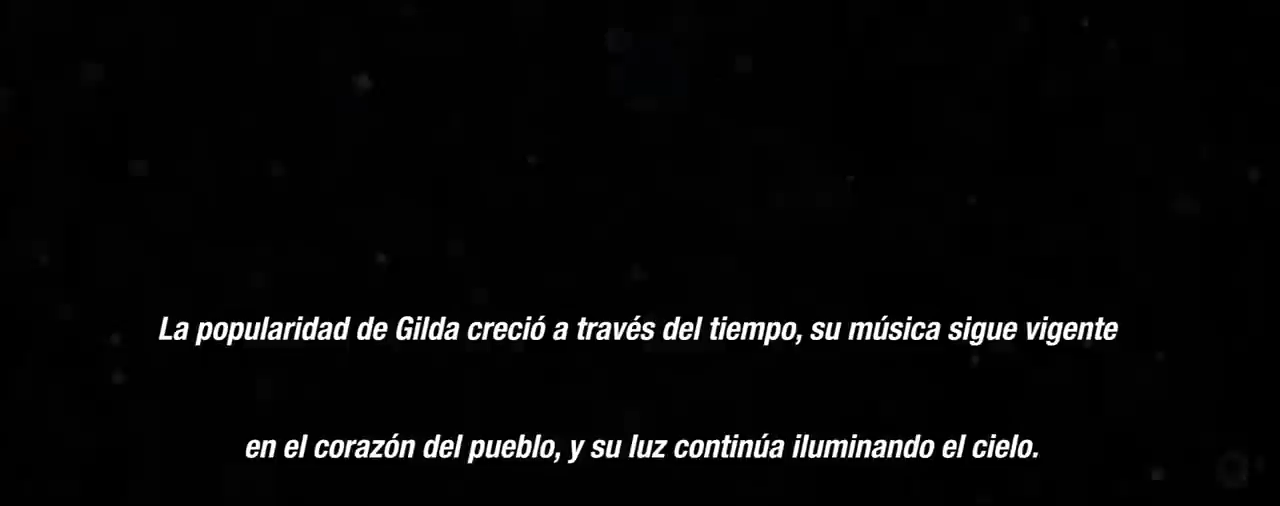 La popularidad de Gilda creció a través del tiempo, su música sigue vigente
en el corazón del pueblo, y su luz continúa iluminando el cielo.